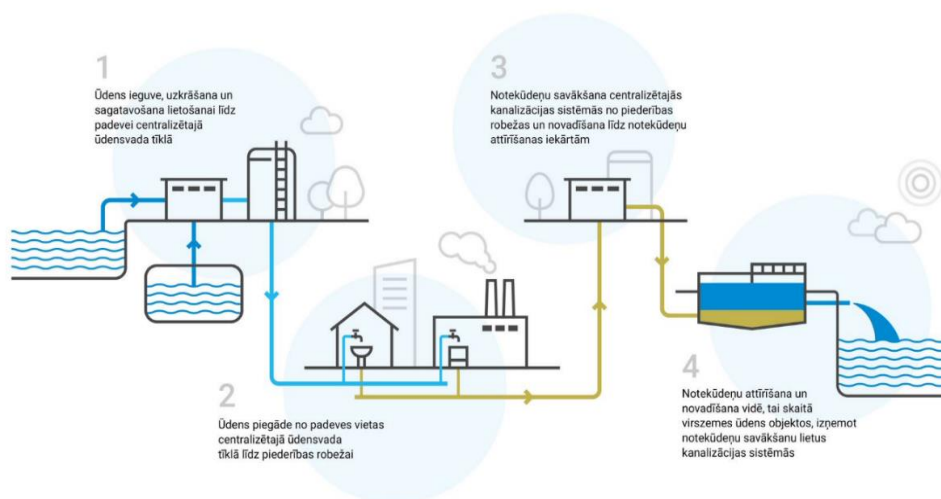 1
Ūdens ieguve, uzkrāšana un
sagatavošana lietošanai līdz
padevei centralizētajā
ūdensvada tīklā
2
Ūdens piegāde no padeves vietas
centralizētajā ūdensvada
tīklā līdz piederības robežai
3
Notekūdeņu savākšana centralizētajās
kanalizācijas sistēmās no piederības
robežas un novadīšana līdz notekūdeņu
attīrīšanas iekārtām
4
Notekūdeņu attīrīšana un
novadīšana vidē, tai skaitā
virszemes ūdens objektos, izņemot
notekūdeņu savākšanu lietus
kanalizācijas sistēmās